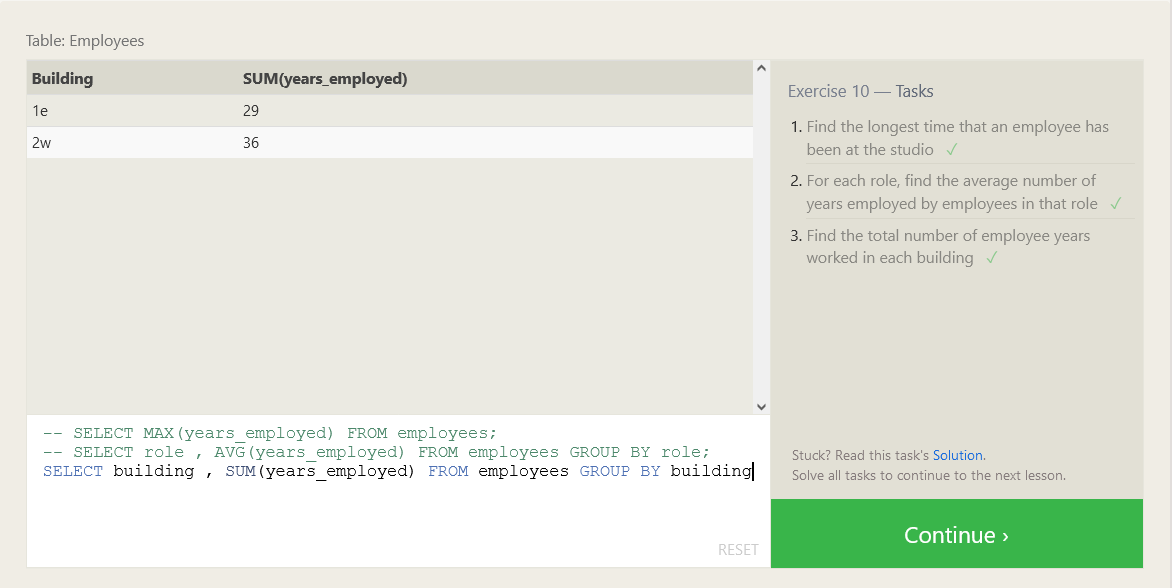 Table: Employees
Building SUM(years_employed)
1e 29
2w 36
Exercise 10 — Tasks
1. Find the longest time that an employee has
been at the studio ✓
2. For each role, find the average number of
years employed by employees in that role ✓
3. Find the total number of employee years
worked in each building ✓
-- SELECT MAX(years_employed) FROM employees;
-- SELECT role , AVG(years_employed) FROM employees GROUP BY role;
SELECT building , SUM(years_employed) FROM employees GROUP BY building
RESET
Stuck? Read this task's Solution.
Solve all tasks to continue to the next lesson.
Continue ›